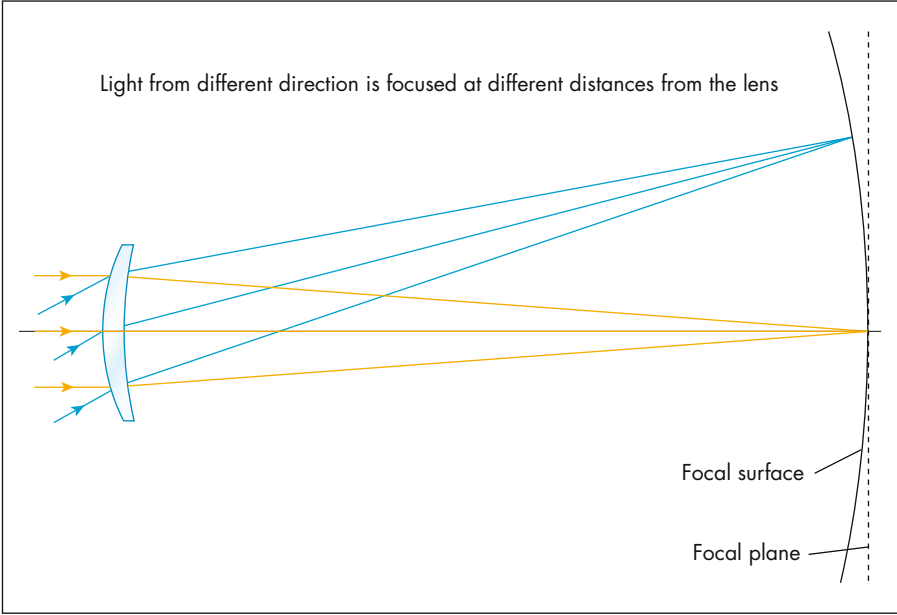 Light from different direction is focused at different distances from the lens
Focal surface
Focal plane